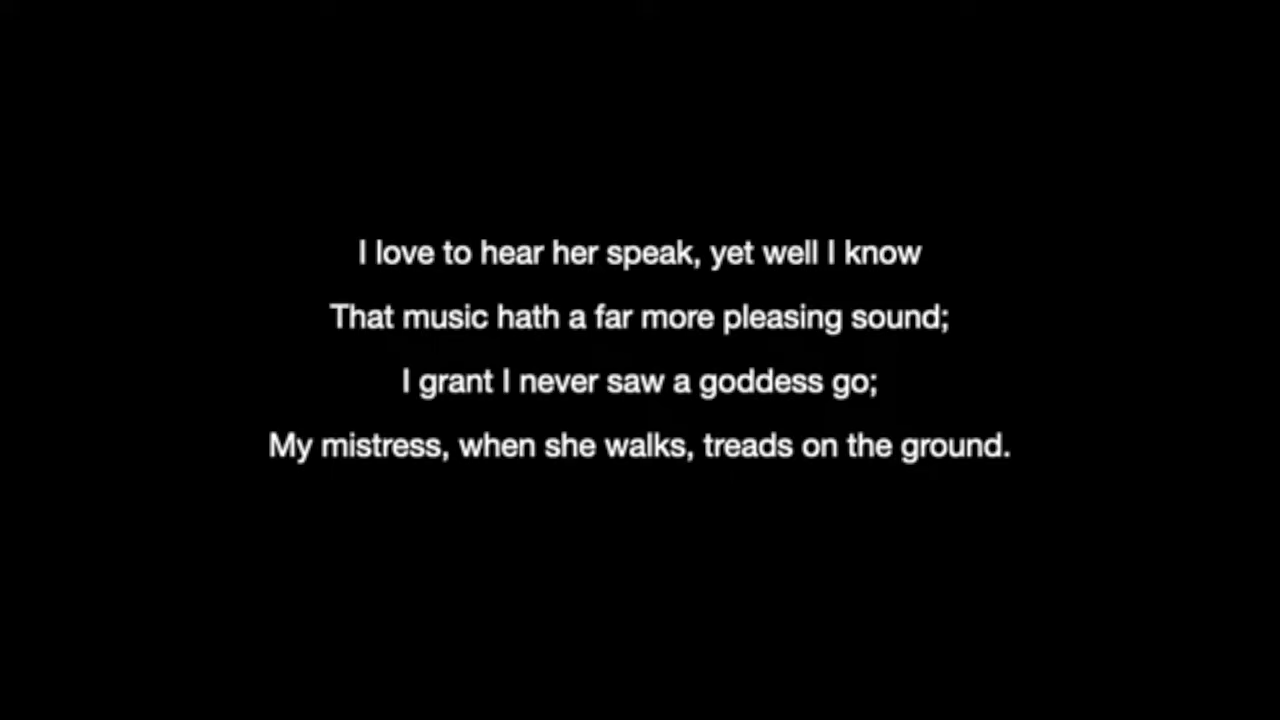 I love to hear her speak, yet well I know
That music hath a far more pleasing sound;
I grant I never saw a goddess go;
My mistress, when she walks, treads on the ground.